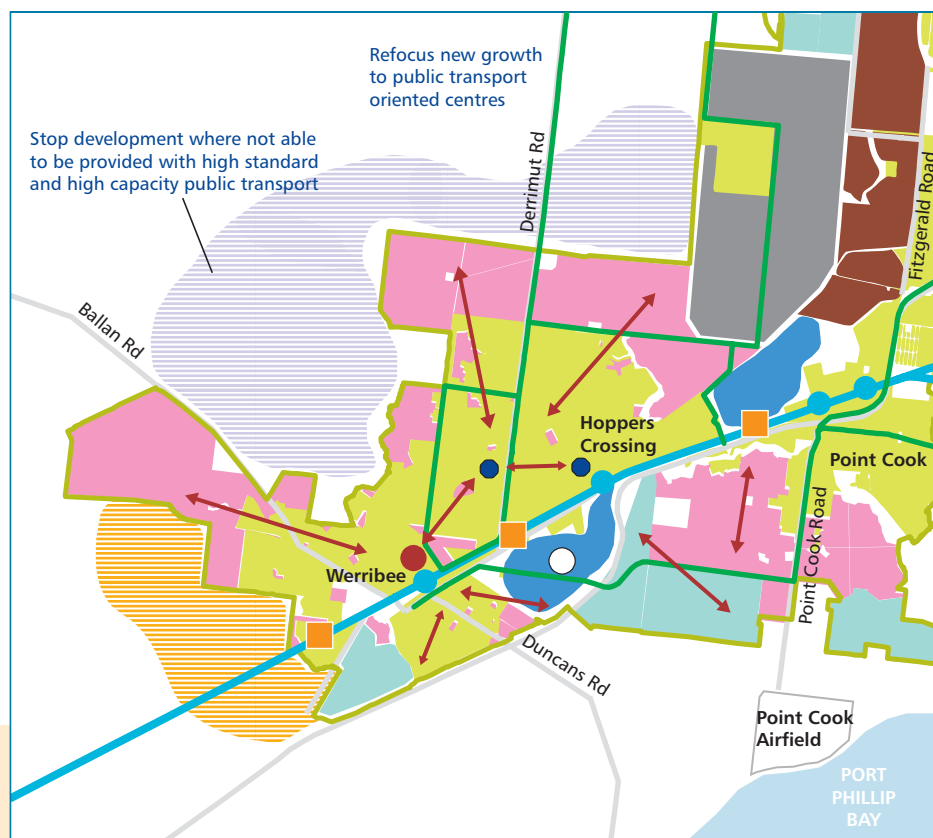 Refocus new growth
to public transport
oriented centres
Stop development where not able
to be provided with high standard
and high capacity public transport
Derrimut Rd
Fitzgerald Road
Ballan Rd
Hoppers
Crossing
Point Cook
Point Cook Road
Werribee
Duncans Rd
Point Cook
Airfield
PORT
PHILLIP
BAY